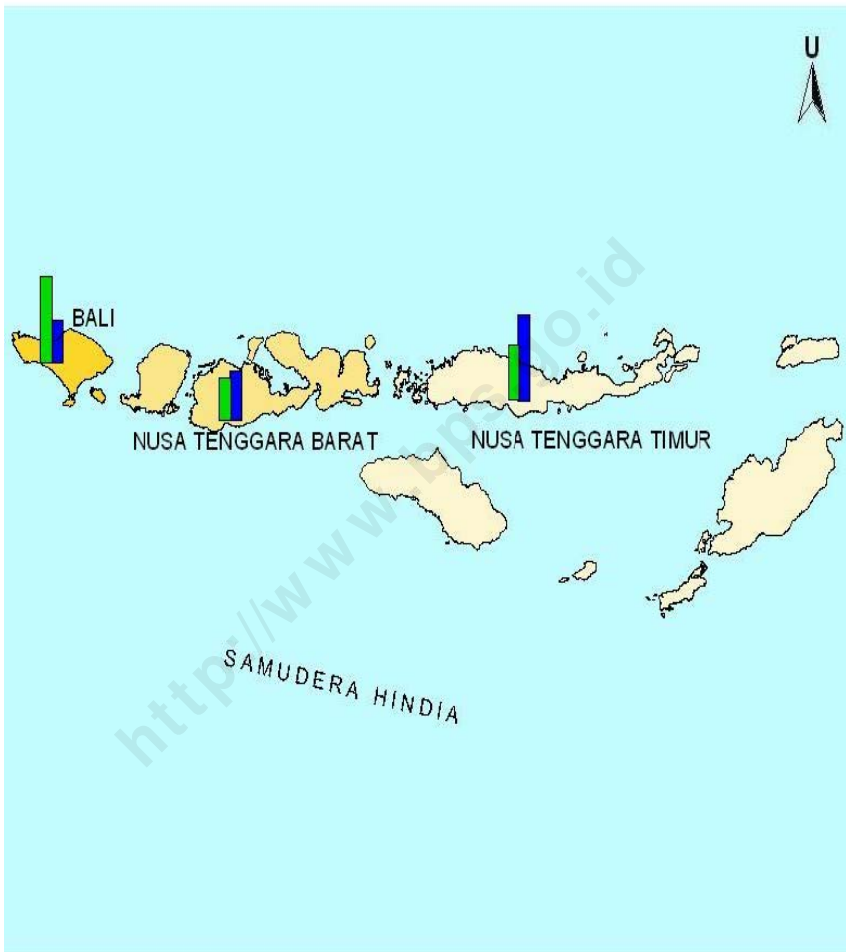 U
BALI
NUSA TENGGARA BARAT
NUSA TENGGARA TIMUR
http://www.bps.go.id
SAMUDERA HINDIA